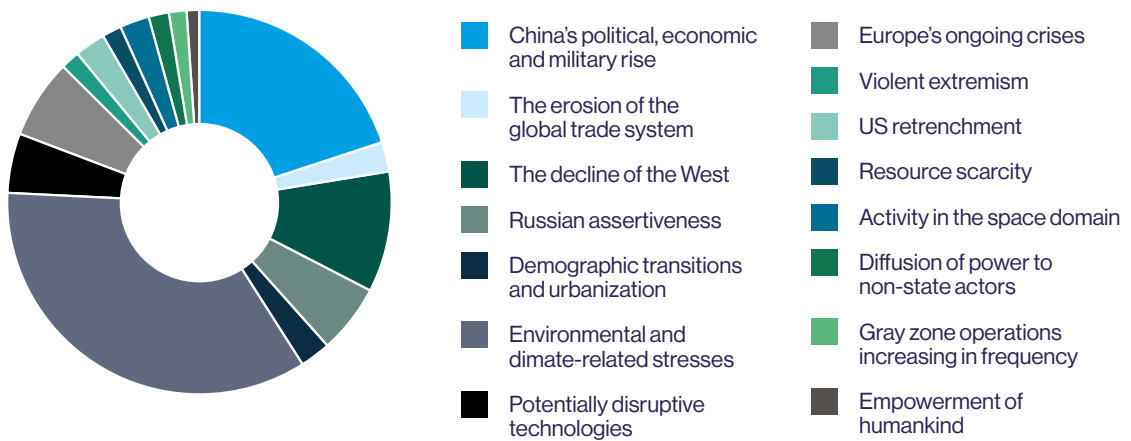 China's political, economic
and military rise
The erosion of the
global trade system
The decline of the West
Russian assertiveness
Demographic transitions
and urbanization
Environmental and
dimate-related stresses
Potentially disruptive
technologies
Europe's ongoing crises
Violent extremism
US retrenchment
Resource scarcity
Activity in the space domain
Diffusion of power to
non-state actors
Gray zone operations
increasing in frequency
Empowerment of
humankind